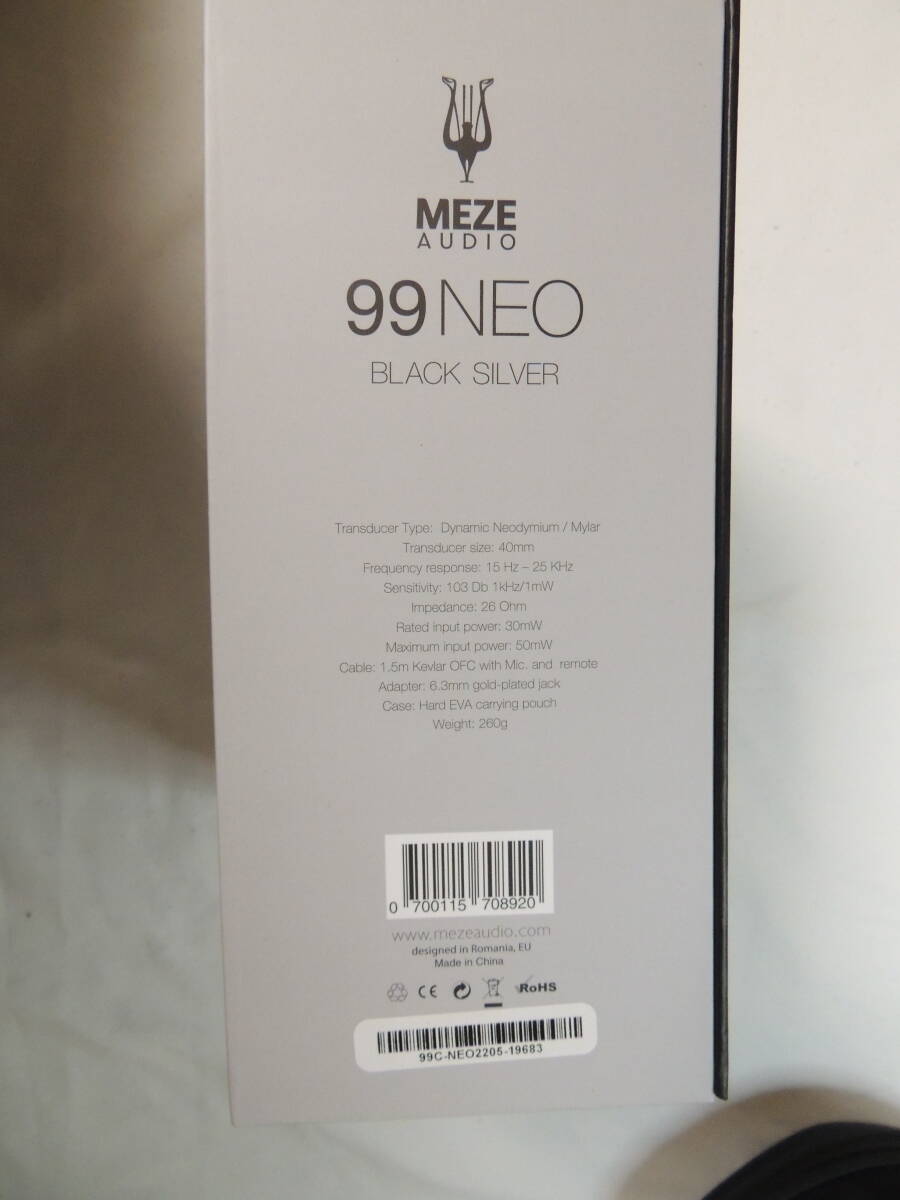 MEZE
AUDIO
99 NEO
BLACK SILVER
Transducer Type: Dynamic Neodymium / Mylar
Transducer size: 40mm
Frequency response: 15 Hz – 25 KHz
Sensitivity: 103 Db 1kHz/1mW
Impedance: 26 Ohm
Rated input power: 30mW
Maximum input power: 50mW
Cable: 1.5m Kevlar OFC with Mic. and remote
Adapter: 6.3mm gold-plated jack
Case: Hard EVA carrying pouch
Weight: 260g
0 700115 708920
www.mezeaudio.com
designed in Romania, EU
Made in China
CE RoHS
99C-NEO2205-19683